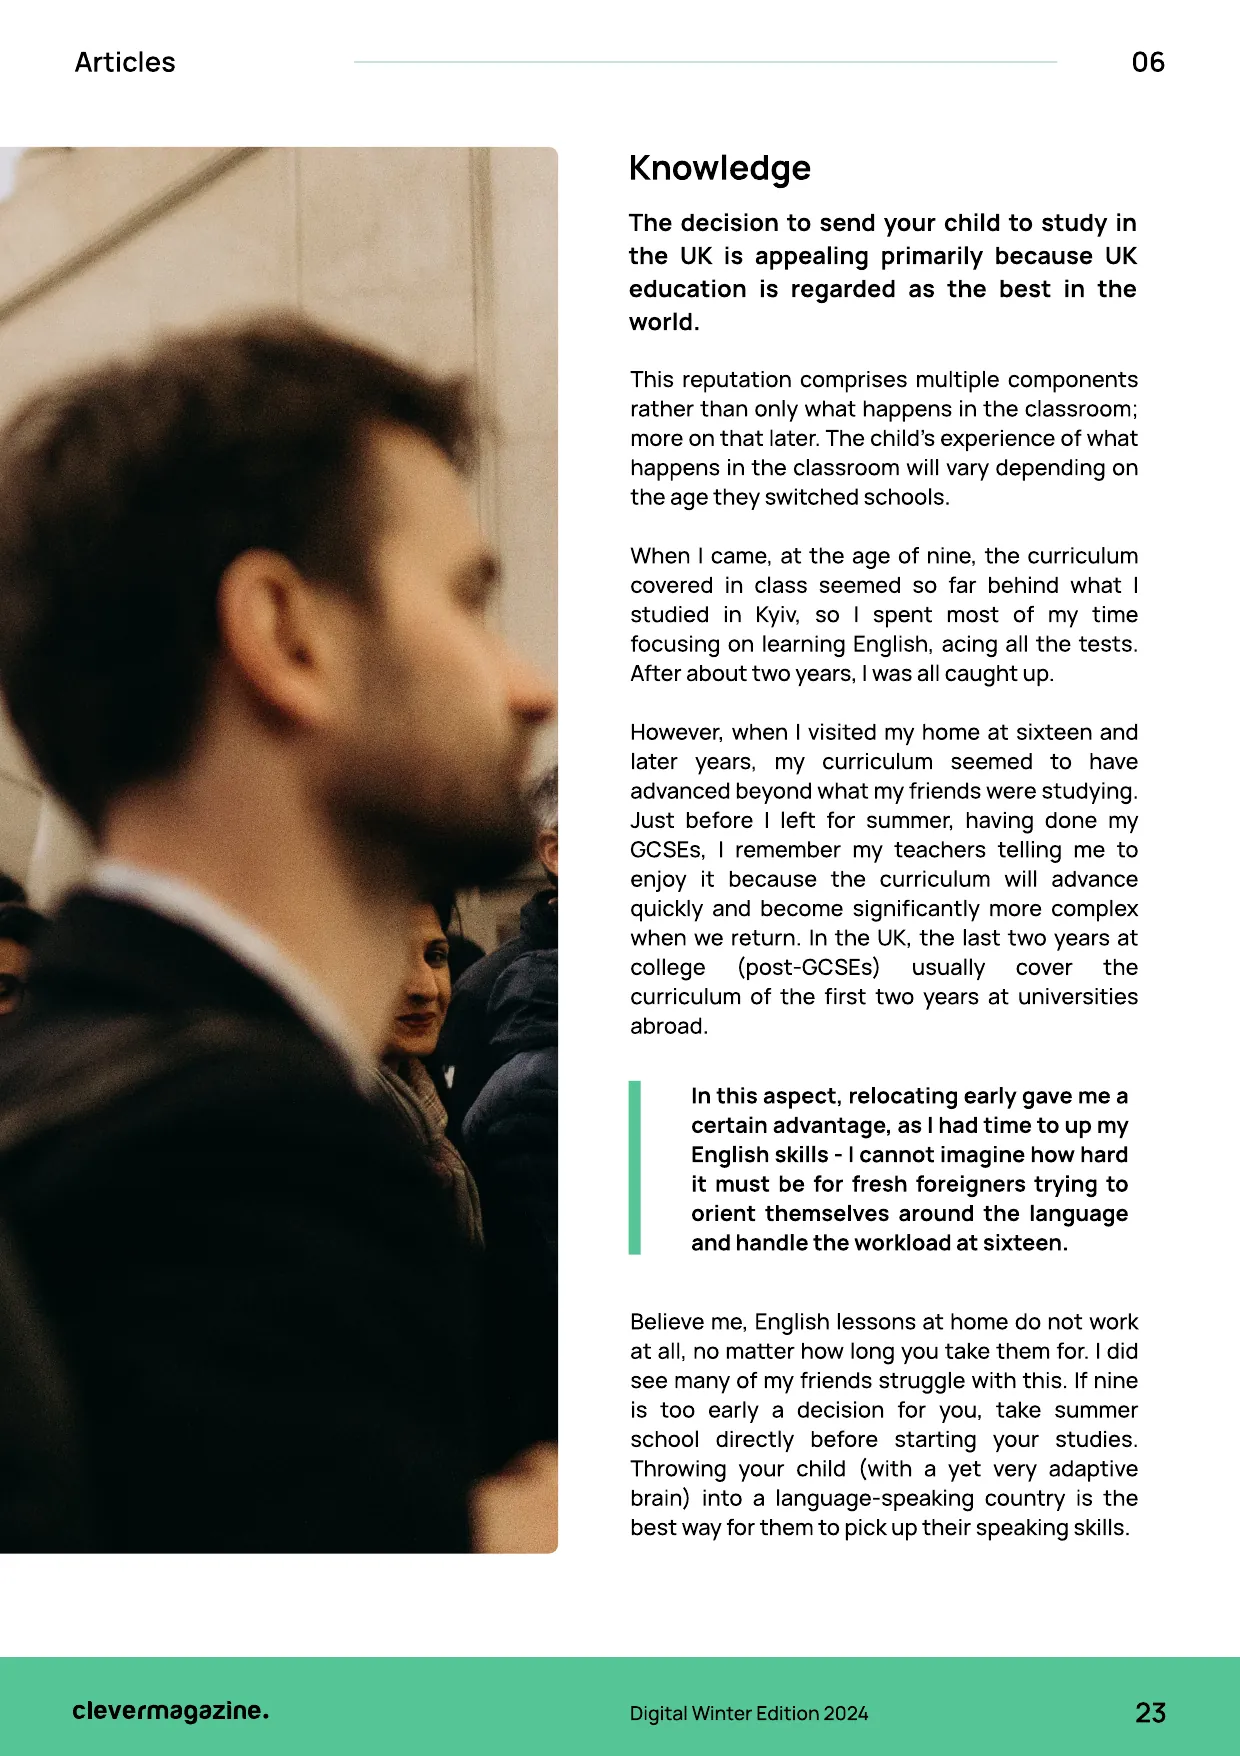 Articles
06
Knowledge
The decision to send your child to study in
the UK is appealing primarily because UK
education is regarded as the best in the
world.
This reputation comprises multiple components
rather than only what happens in the classroom;
more on that later. The child’s experience of what
happens in the classroom will vary depending on
the age they switched schools.
When I came, at the age of nine, the curriculum
covered in class seemed so far behind what I
studied in Kyiv, so I spent most of my time
focusing on learning English, acing all the tests.
After about two years, I was all caught up.
However, when I visited my home at sixteen and
later years, my curriculum seemed to have
advanced beyond what my friends were studying.
Just before I left for summer, having done my
GCSEs, I remember my teachers telling me to
enjoy it because the curriculum will advance
quickly and become significantly more complex
when we return. In the UK, the last two years at
college (post-GCSEs) usually cover the
curriculum of the first two years at universities
abroad.
In this aspect, relocating early gave me a
certain advantage, as I had time to up my
English skills - I cannot imagine how hard
it must be for fresh foreigners trying to
orient themselves around the language
and handle the workload at sixteen.
Believe me, English lessons at home do not work
at all, no matter how long you take them for. I did
see many of my friends struggle with this. If nine
is too early a decision for you, take summer
school directly before starting your studies.
Throwing your child (with a yet very adaptive
brain) into a language-speaking country is the
best way for them to pick up their speaking skills.
clevermagazine.
Digital Winter Edition 2024
23